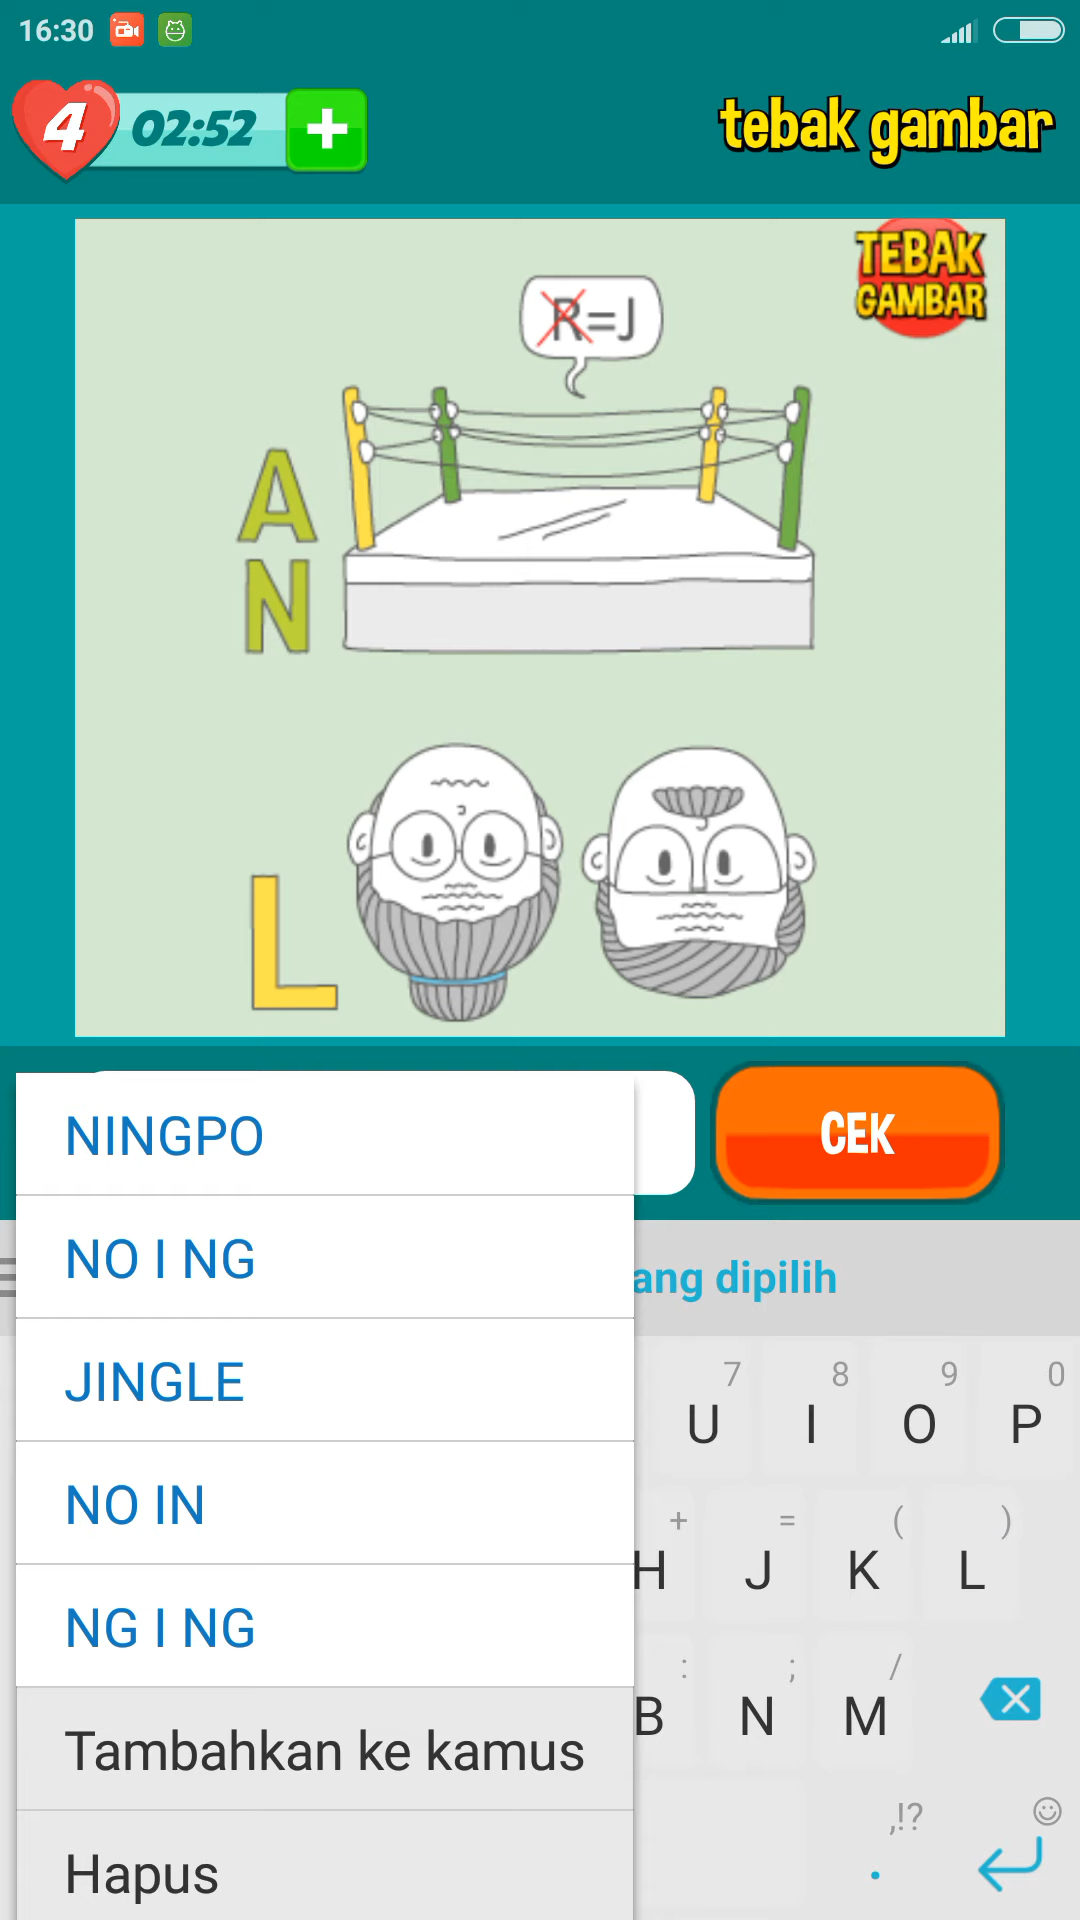 16:30
4 02:52 +
tebak gambar
TEBAK
GAMBAR
R=J
A
N
L
NINGPO
CEK
NO I NG
ang dipilih
JINGLE
7 8 9 0
U I O P
NO IN
+ = ( )
H J K L
NG I NG
: ; /
B N M
Tambahkan ke kamus
,!?
.
Hapus